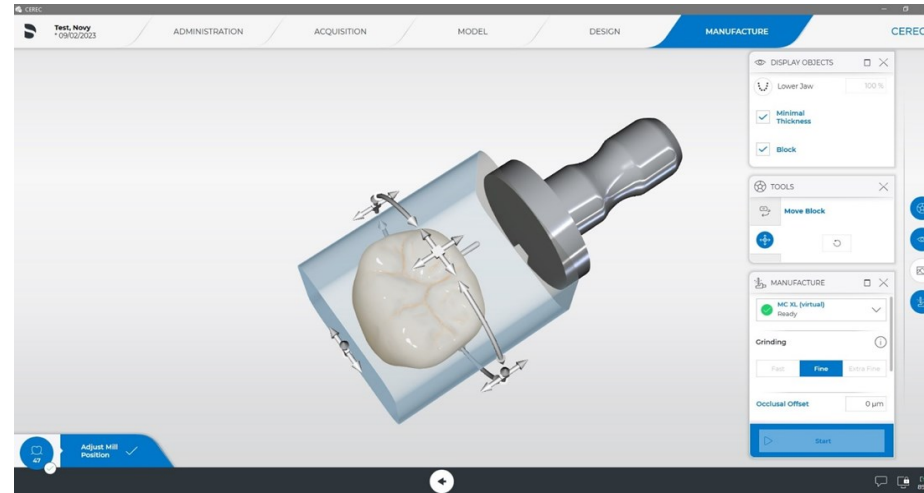 CEREC
Test, Novy
* 09/02/2023
ADMINISTRATION
ACQUISITION
MODEL
DESIGN
MANUFACTURE
CEREC
DISPLAY OBJECTS
Lower Jaw
100 %
Minimal
Thickness
Block
TOOLS
Move Block
MANUFACTURE
MC XL (virtual)
Ready
Grinding
Fast
Fine
Extra Fine
Occlusal Offset
0 µm
Start
47
Adjust Mill
Position